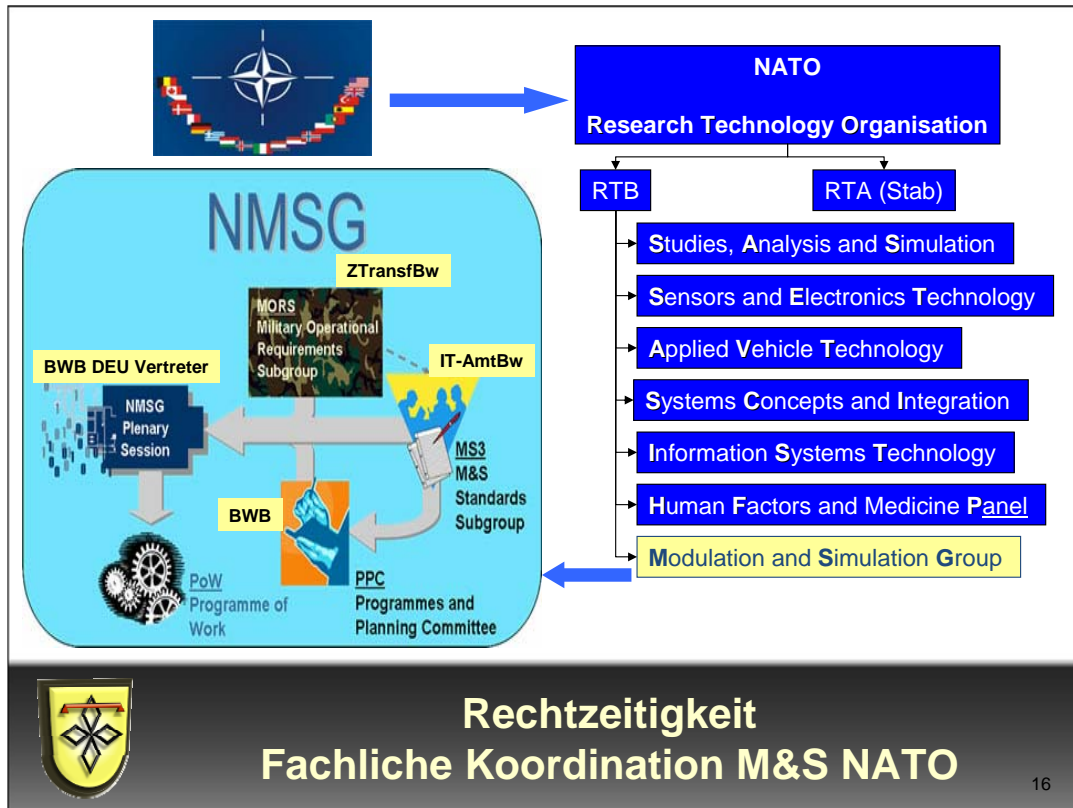 NATO
Research Technology Organisation
RTB
RTA (Stab)
Studies, Analysis and Simulation
Sensors and Electronics Technology
Applied Vehicle Technology
Systems Concepts and Integration
Information Systems Technology
Human Factors and Medicine Panel
Modulation and Simulation Group
NMSG
ZTransfBw
MORS
Military Operational
Requirements
Subgroup
IT-AmtBw
BWB DEU Vertreter
NMSG
Plenary
Session
MS3
M&S
Standards
Subgroup
BWB
PoW
Programme of
Work
PPC
Programmes and
Planning Committee
Rechtzeitigkeit
Fachliche Koordination M&S NATO
16